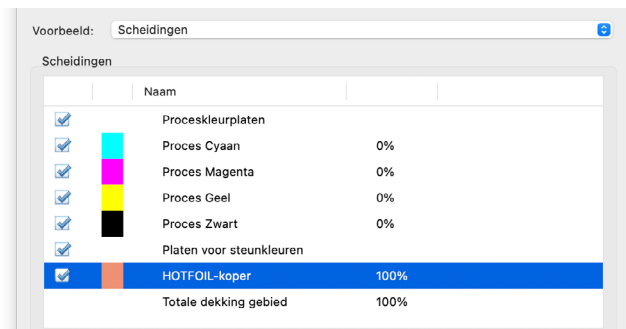 Voorbeeld: Scheidingen
Scheidingen
Naam
Proceskleurplaten
Proces Cyaan 0%
Proces Magenta 0%
Proces Geel 0%
Proces Zwart 0%
Platen voor steunkleuren
HOTFOIL-koper 100%
Totale dekking gebied 100%